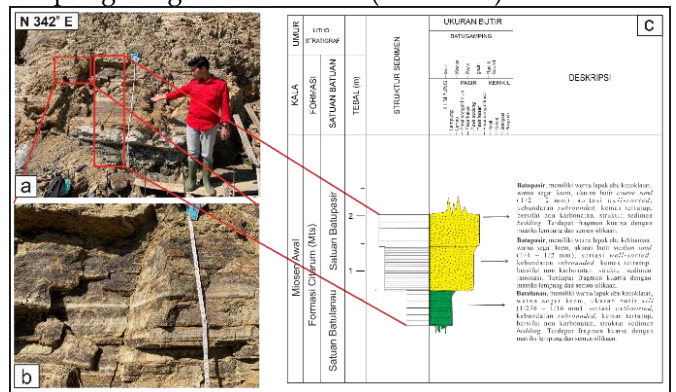 N 342° E
a
b
C
UMUR
LITHO
STRATIGRAFI
KALA
FORMASI
SATUAN BATUAN
TEBAL (m)
STRUKTUR SEDIMEN
UKURAN BUTIR
BATUGAMPING
PASIR
KERIKIL
DESKRIPSI
2
1
Miosen Awal
Formasi Citarum (Mts)
Satuan Batulanau
Satuan Batupasir
Batupasir, memiliki warna lapuk abu kecoklatan,
warna segar krem, ukuran butir coarse sand
(1/2 – 2 mm), sortasi well-sorted,
kebundaran subrounded, kemas tertutup,
bersifat non karbonatan, struktur sedimen
bedding. Terdapat fragmen kuarsa dengan
matriks lempung dan semen silikaan.
Batupasir, memiliki warna lapuk abu kehitaman,
warna segar krem, ukuran butir medium sand
(1/4 – 1/2 mm), sortasi well-sorted,
kebundaran subrounded, kemas tertutup,
bersifat non karbonatan, struktur sedimen
laminasi. Terdapat fragmen kuarsa dengan
matriks lempung dan semen silikaan.
Batulanau, memiliki warna lapuk abu kecoklatan,
warna segar krem, ukuran butir silt
(1/256 – 1/16 mm), sortasi well-sorted,
kebundaran subrounded, kemas tertutup,
bersifat non karbonatan, struktur sedimen
bedding. Terdapat fragmen kuarsa dengan
matriks lempung dan semen silikaan.